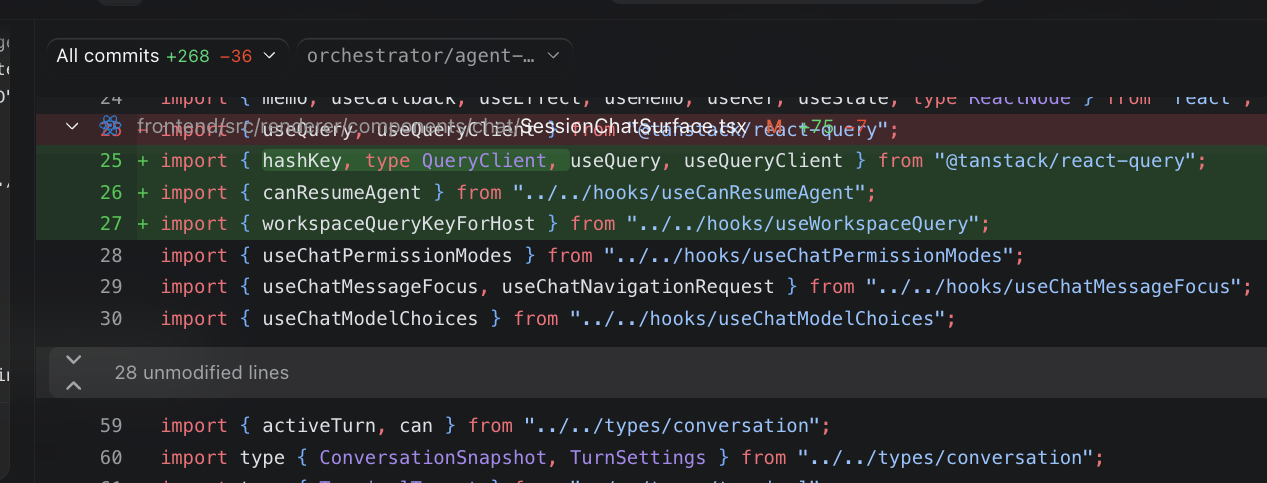 All commits +268 −36 orchestrator/agent-…
24 import { memo, useCallback, useEffect, useMemo, useRef, useState, type ReactNode } from "react",
frontend/src/renderer/components/chat/SessionChatSurface.tsx M +75 −7
25 import { useQuery, useQueryClient } from "@tanstack/react-query";
25 + import { hashKey, type QueryClient, useQuery, useQueryClient } from "@tanstack/react-query";
26 + import { canResumeAgent } from "../../hooks/useCanResumeAgent";
27 + import { workspaceQueryKeyForHost } from "../../hooks/useWorkspaceQuery";
28 import { useChatPermissionModes } from "../../hooks/useChatPermissionModes";
29 import { useChatMessageFocus, useChatNavigationRequest } from "../../hooks/useChatMessageFocus";
30 import { useChatModelChoices } from "../../hooks/useChatModelChoices";
28 unmodified lines
59 import { activeTurn, can } from "../../types/conversation";
60 import type { ConversationSnapshot, TurnSettings } from "../../types/conversation";